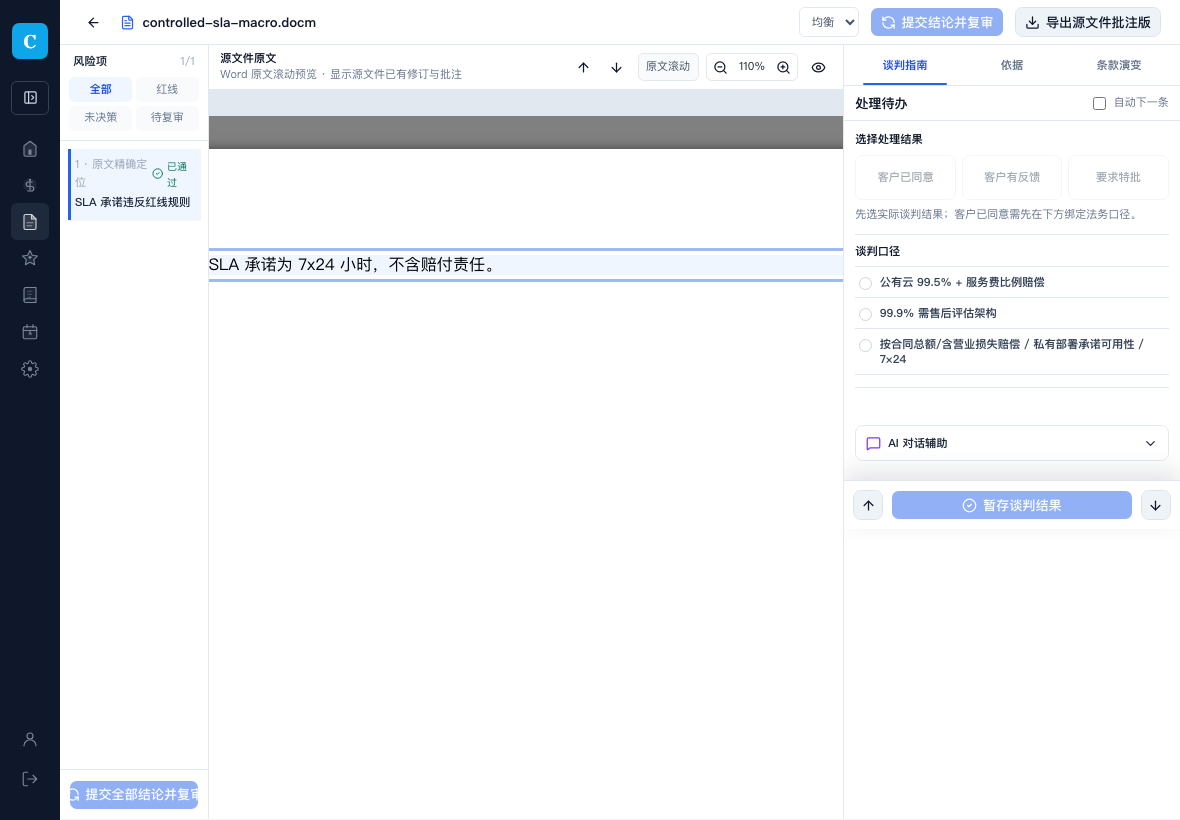 C
controlled-sla-macro.docm
均衡
提交结论并复审
导出源文件批注版
风险项
1/1
全部
红线
未决策
待复审
1 · 原文精确定位
已通过
SLA 承诺违反红线规则
提交全部结论并复审
源文件原文
Word 原文滚动预览 · 显示源文件已有修订与批注
原文滚动
110%
SLA 承诺为 7x24 小时，不含赔付责任。
谈判指南
依据
条款演变
处理待办
自动下一条
选择处理结果
客户已同意
客户有反馈
要求特批
先选实际谈判结果；客户已同意需先在下方绑定法务口径。
谈判口径
公有云 99.5% + 服务费比例赔偿
99.9% 需售后评估架构
按合同总额/含营业损失赔偿 / 私有部署承诺可用性 /
7×24
AI 对话辅助
暂存谈判结果